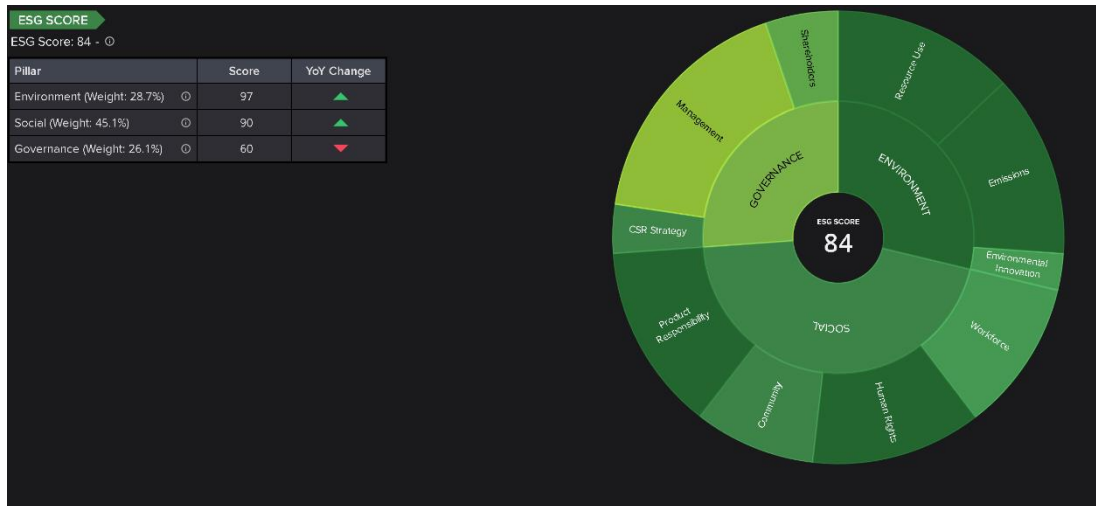 ESG SCORE
ESG Score: 84 -
Pillar Score YoY Change
Environment (Weight: 28.7%) 97
Social (Weight: 45.1%) 90
Governance (Weight: 26.1%) 60
Shareholders
Resource Use
Management
Emissions
GOVERNANCE
ENVIRONMENT
ESG SCORE
84
CSR Strategy
Environmental
Innovation
Product
Responsibility
SOCIAL
Workforce
Community
Human Rights